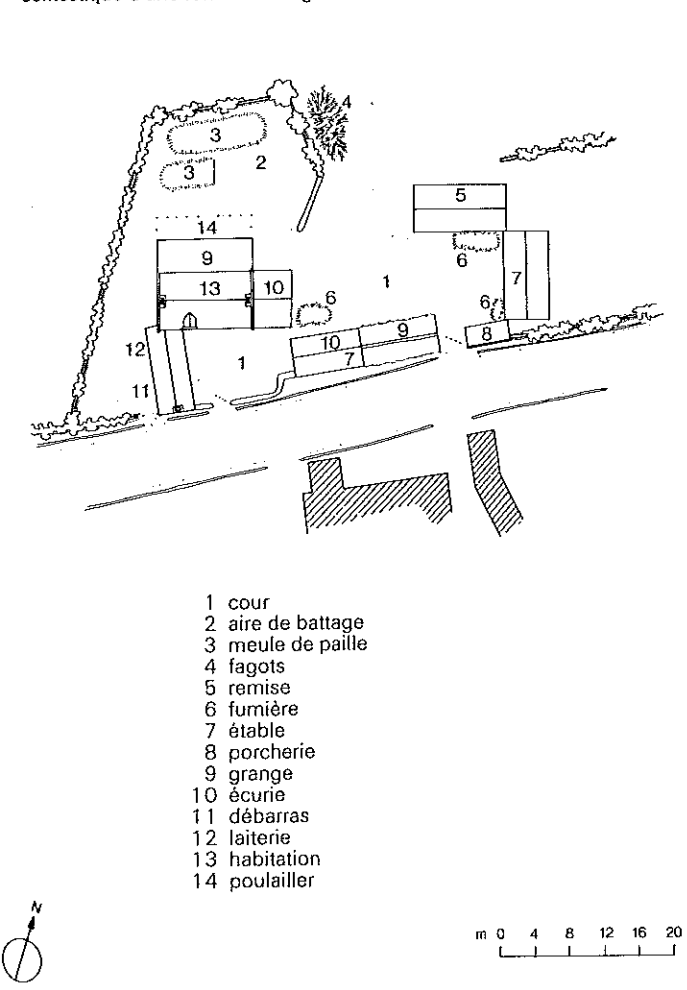 4
3
2
3
5
14
9
6
7
13
10
1
6
6
12
10
9
8
1
7
11
1 cour
2 aire de battage
3 meule de paille
4 fagots
5 remise
6 fumière
7 étable
8 porcherie
9 grange
10 écurie
11 débarras
12 laiterie
13 habitation
14 poulailler
N
m 0 4 8 12 16 20